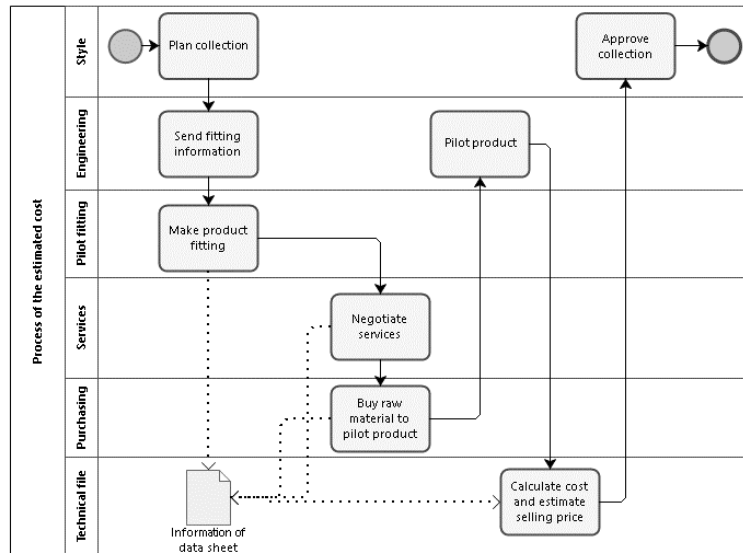 Process of the estimated cost
Style
Plan collection
Approve
collection
Engineering
Send fitting
information
Pilot product
Pilot fitting
Make product
fitting
Services
Negotiate
services
Purchasing
Buy raw
material to
pilot product
Technical file
Information of
data sheet
Calculate cost
and estimate
selling price